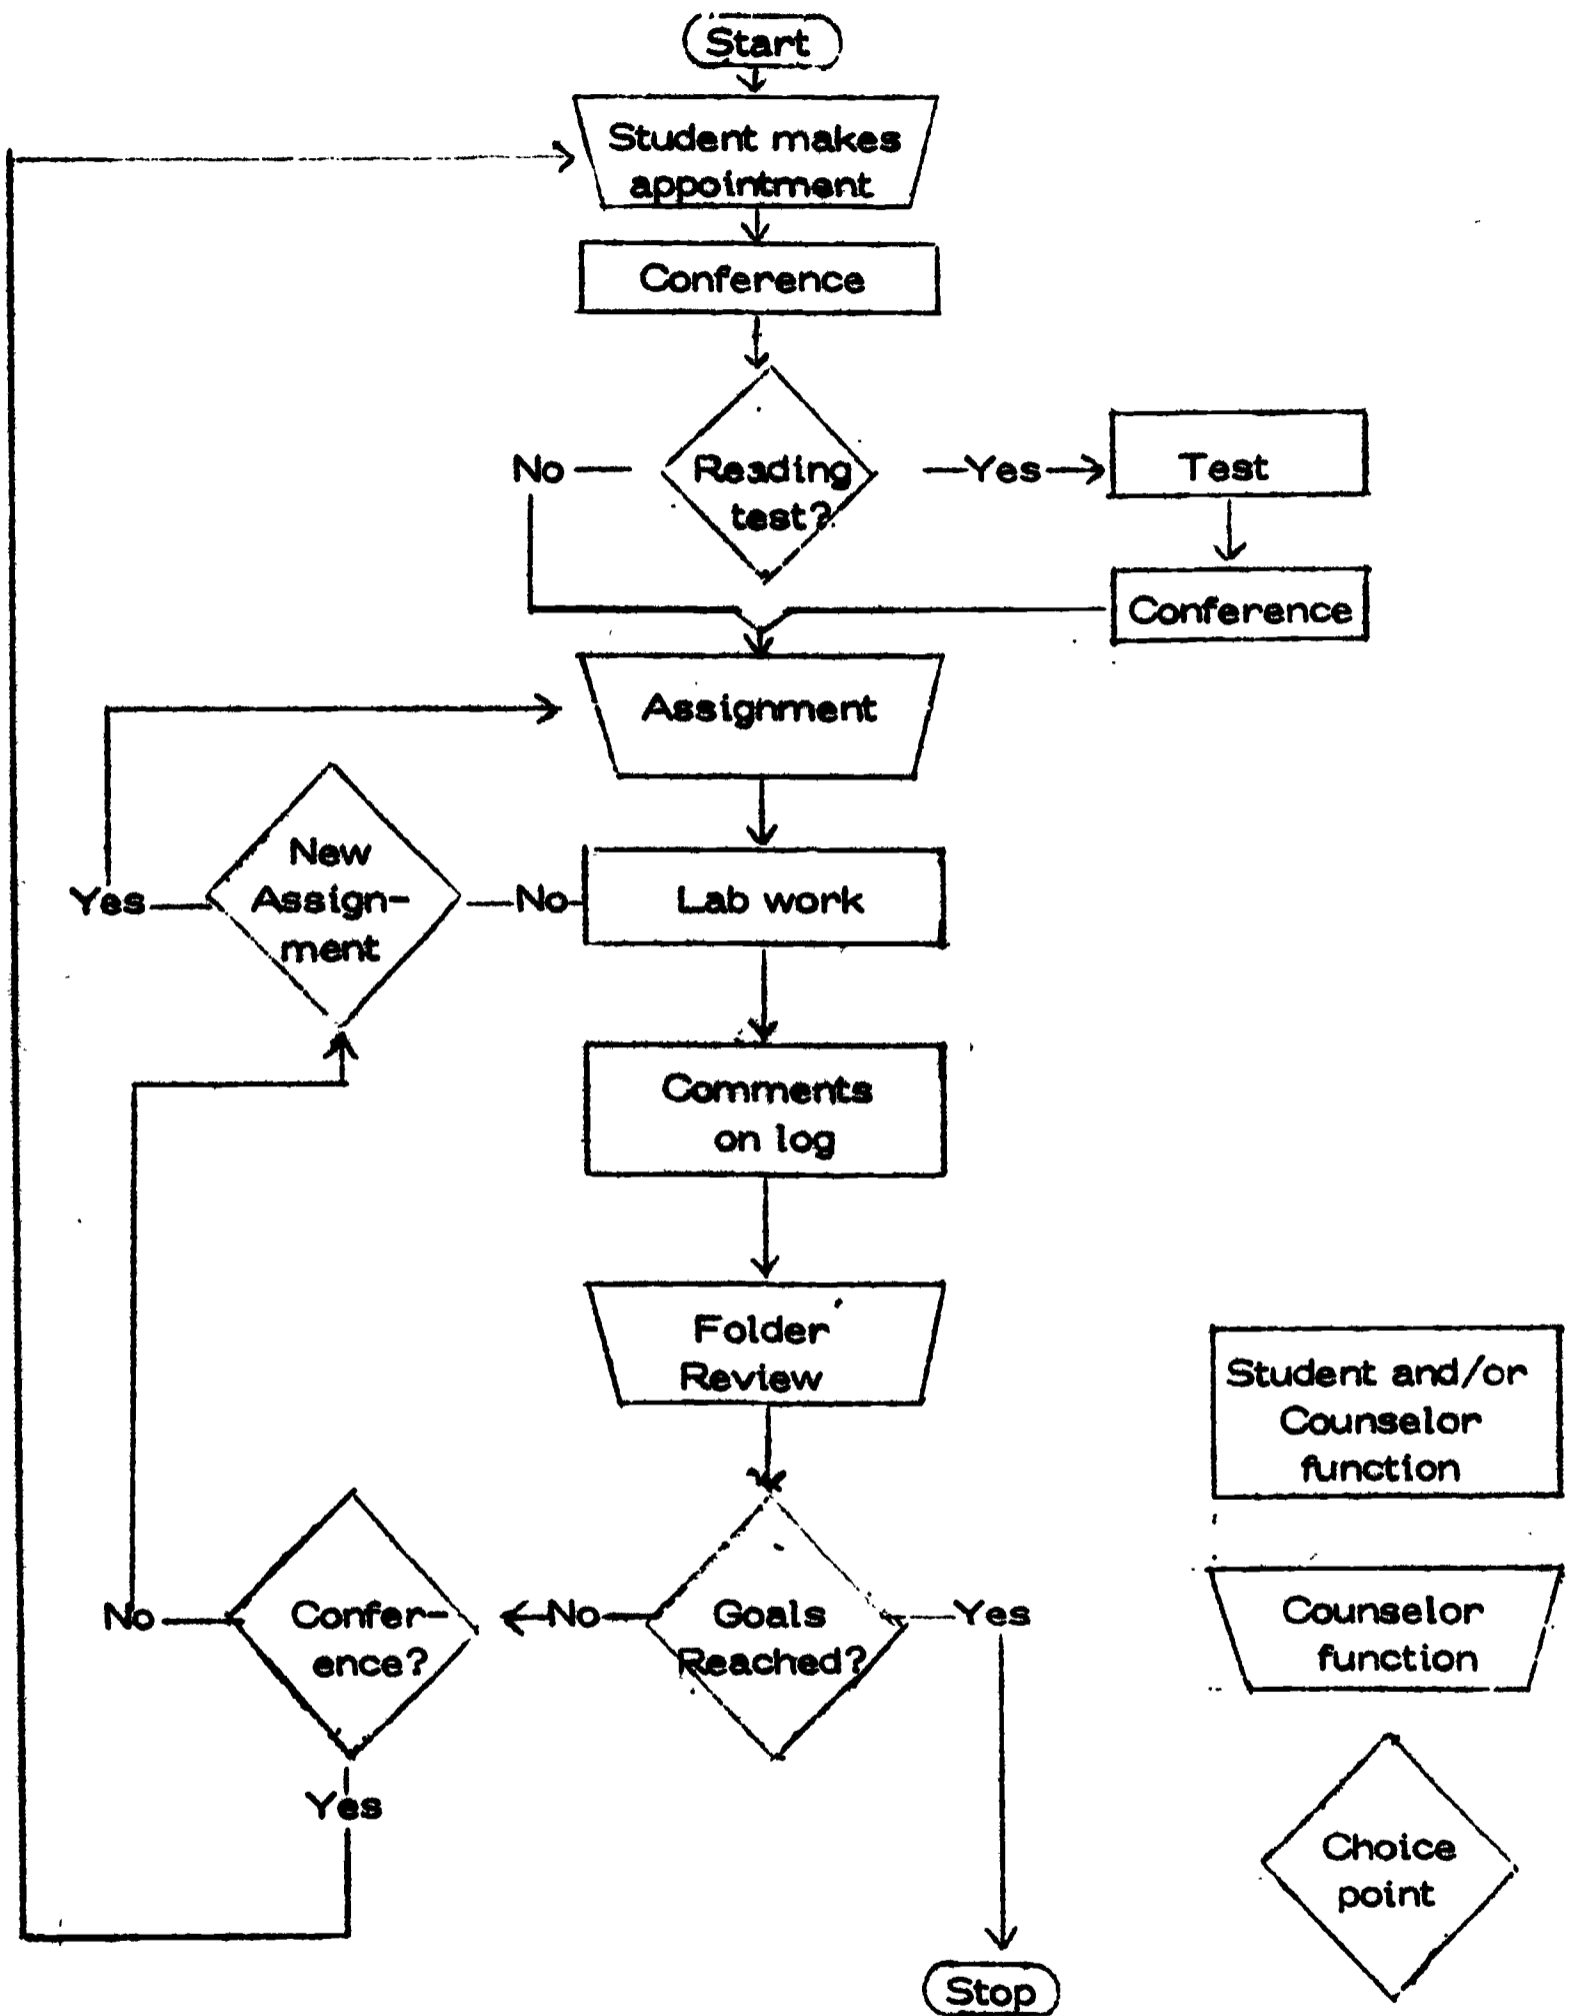 Start
Student makes
appointment
Conference
Reading
test?
No
Yes
Test
Conference
Assignment
New
Assign-
ment
Yes
No
Lab work
Comments
on log
Folder
Review
Goals
Reached?
No
Yes
Confer-
ence?
No
Yes
Stop
Student and/or
Counselor
function
Counselor
function
Choice
point